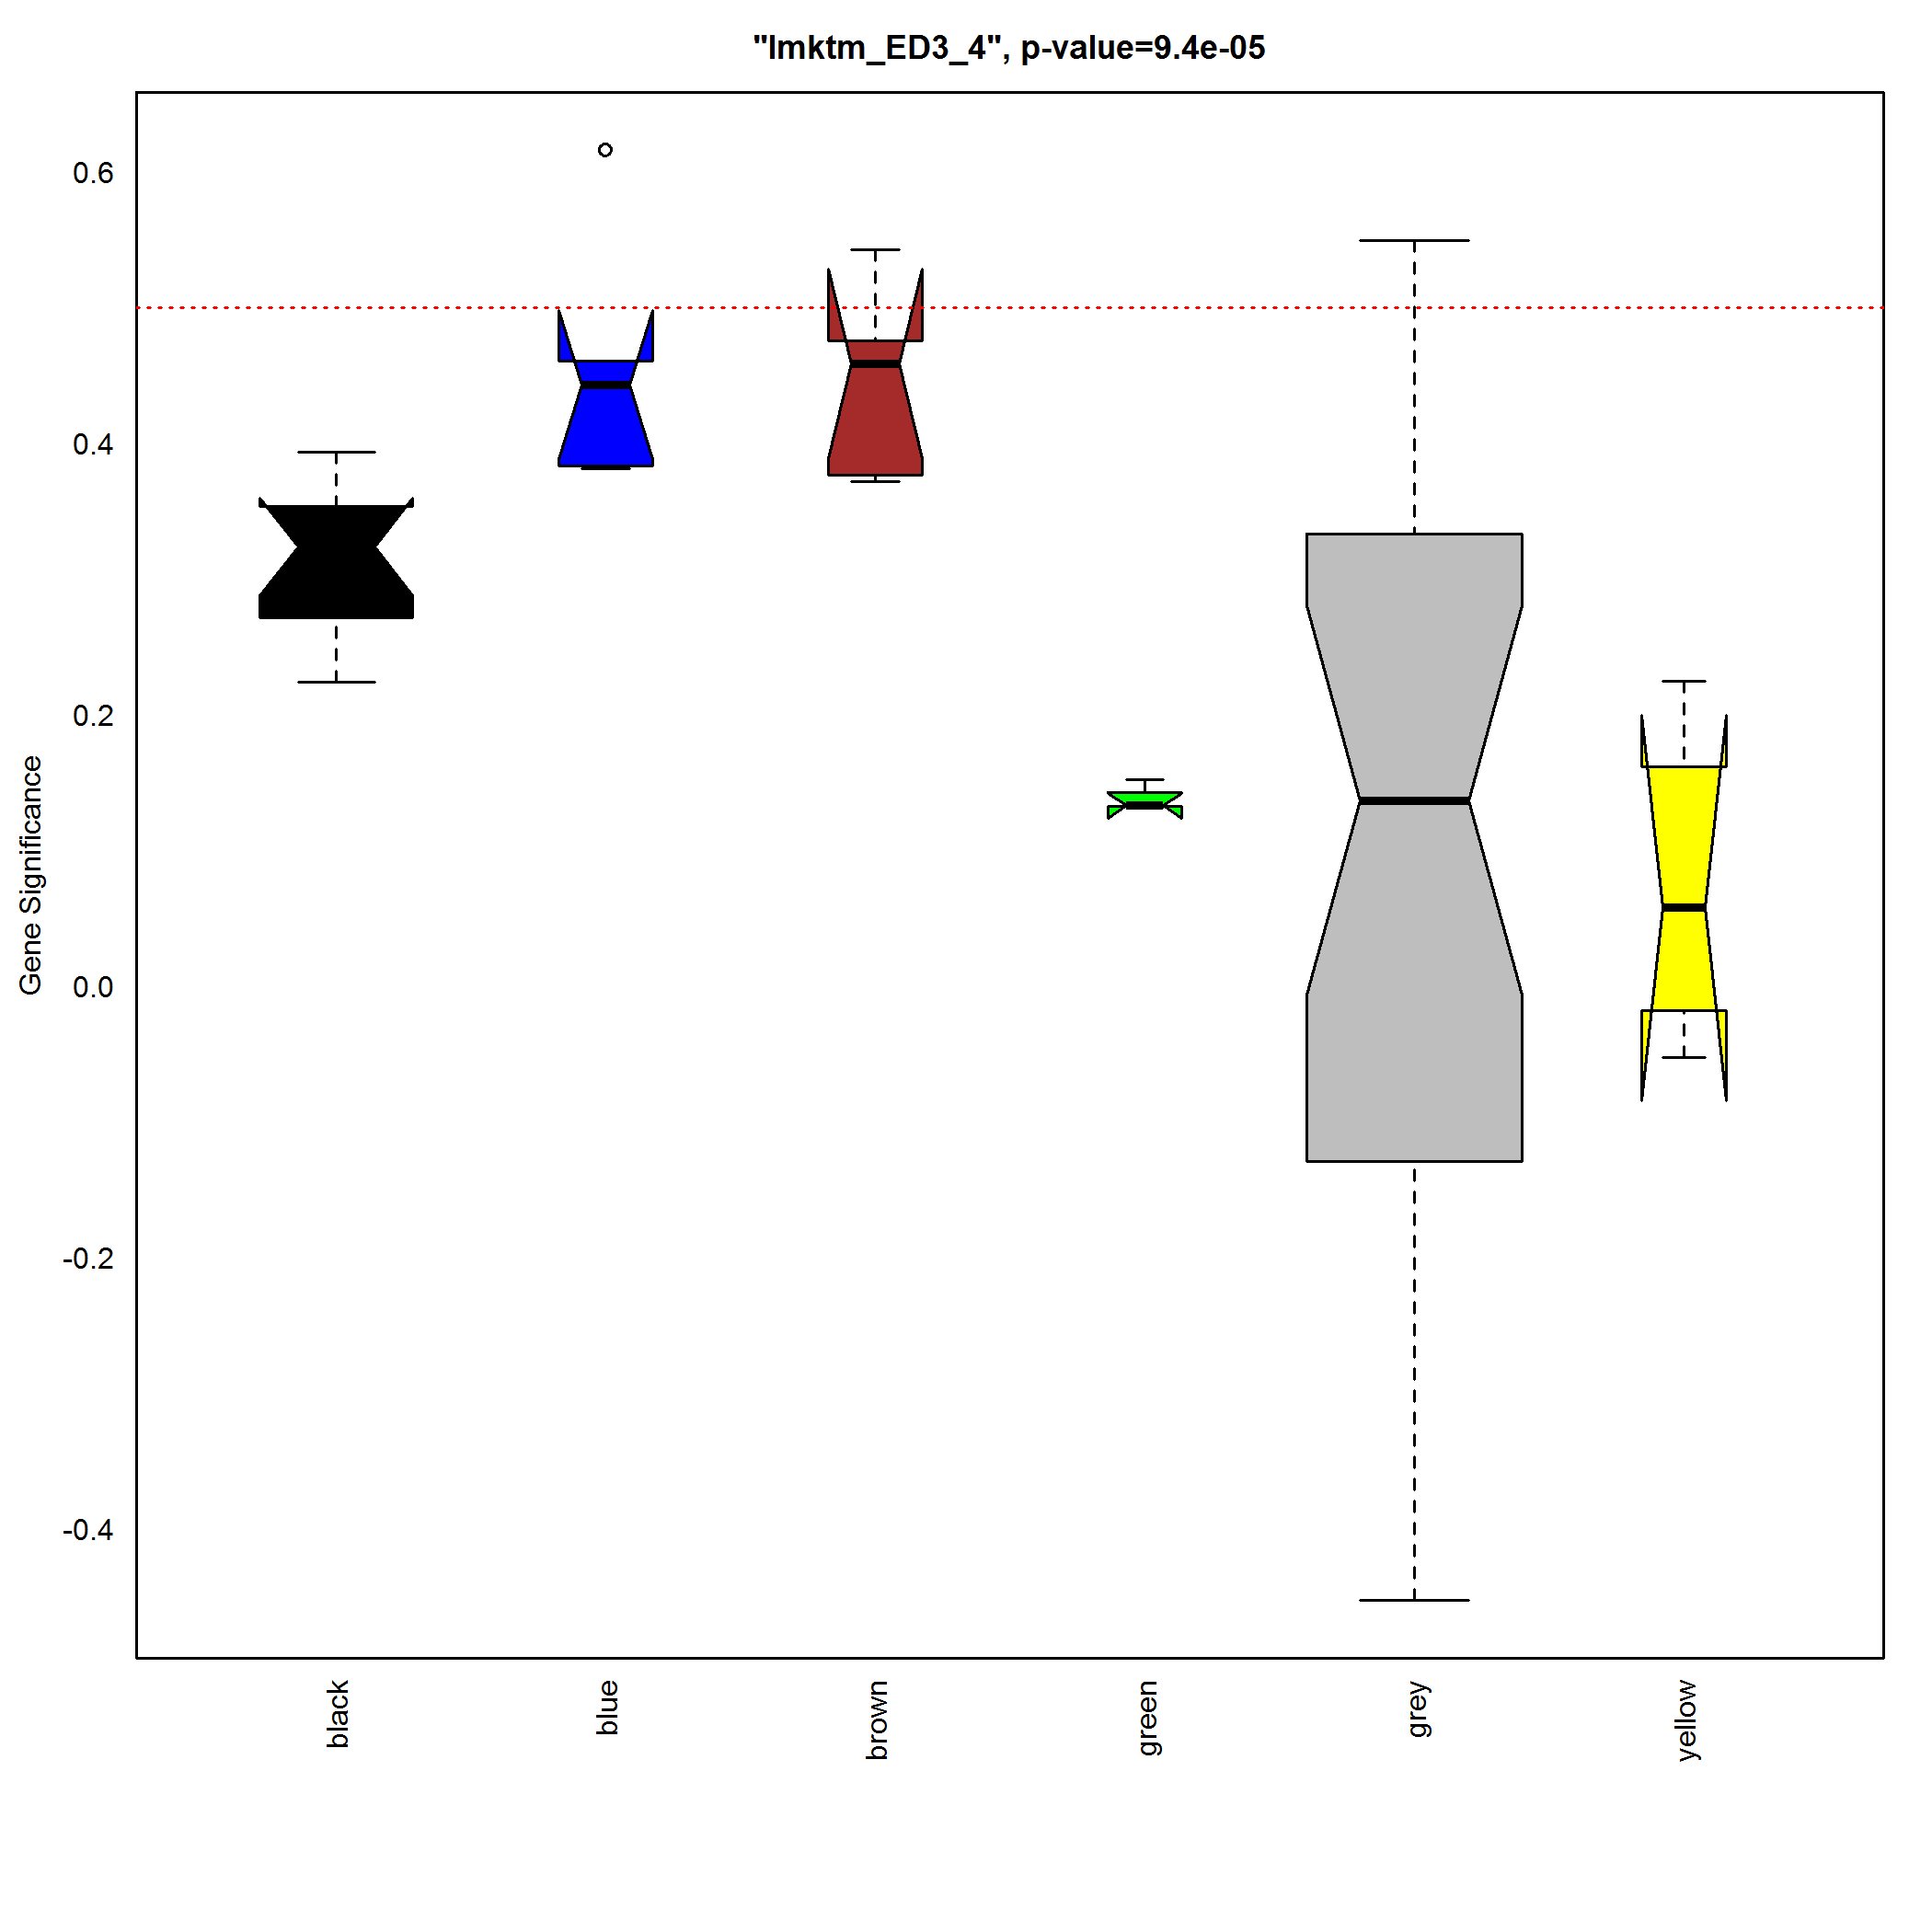 "lmktm_ED3_4", p-value=9.4e-05
Gene Significance
0.6
0.4
0.2
0.0
-0.2
-0.4
black
blue
brown
green
grey
yellow